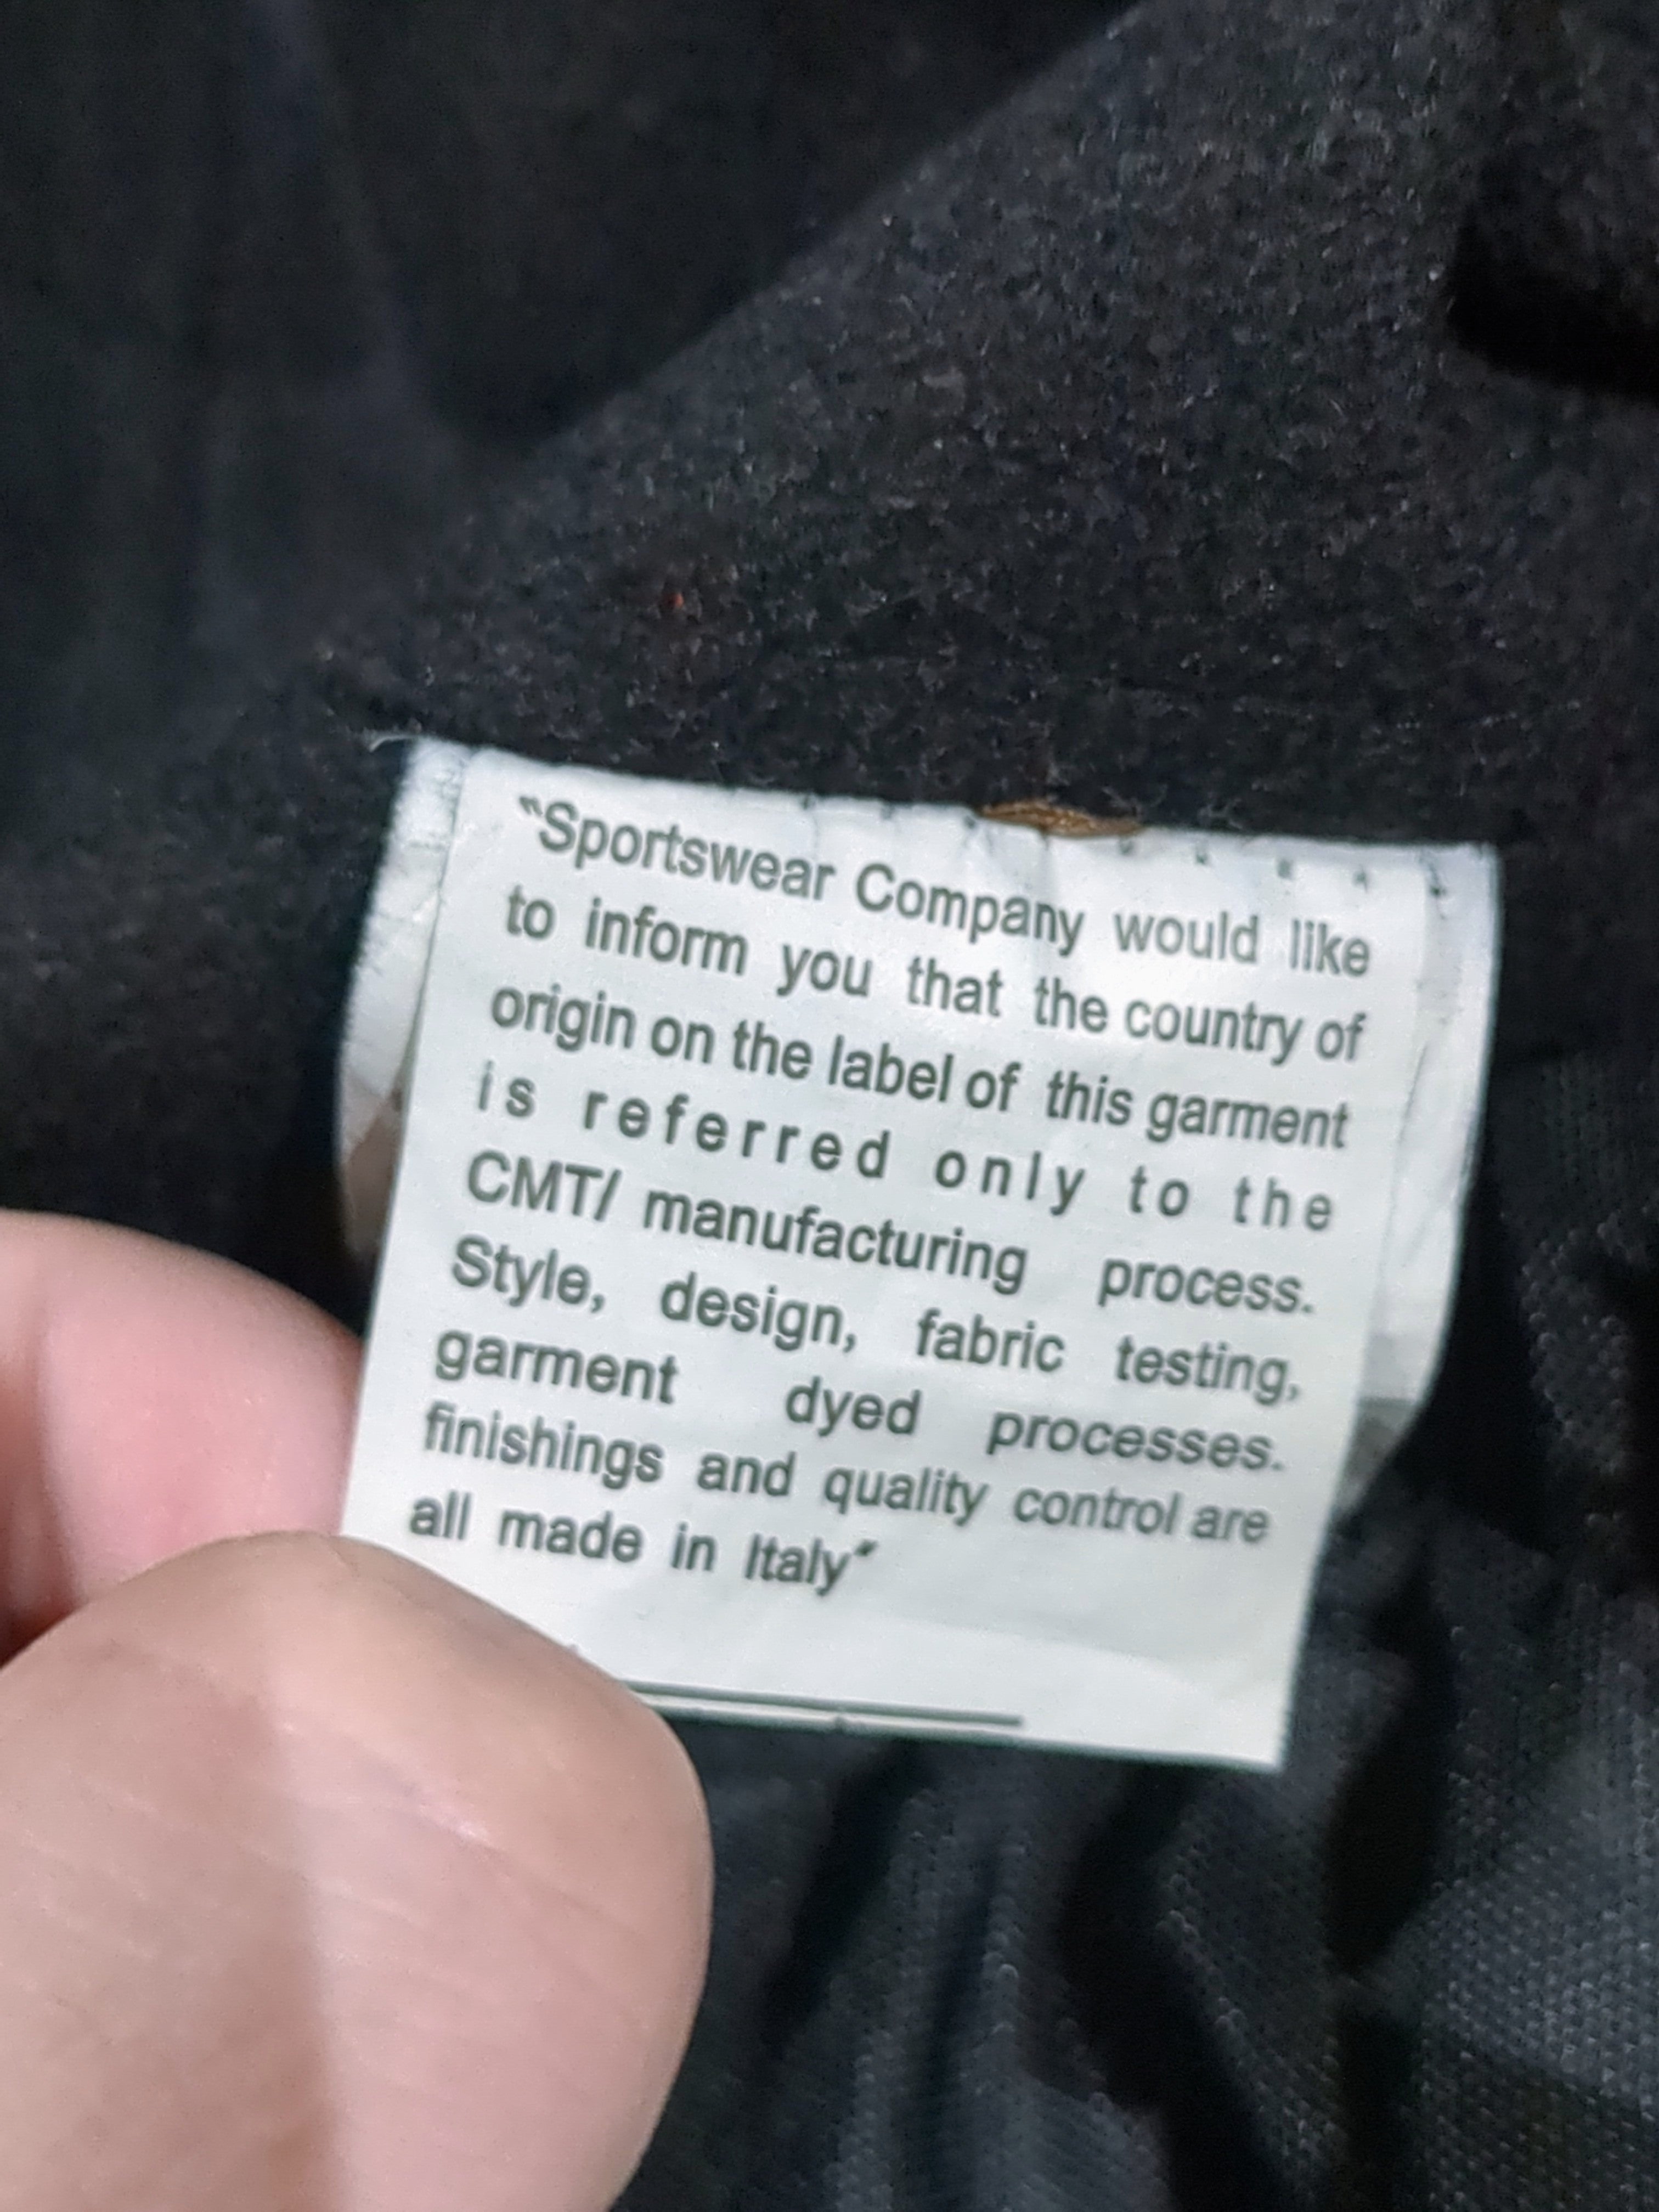 "Sportswear Company would like
to inform you that the country of
origin on the label of this garment
is referred only to the
CMT/ manufacturing process.
Style, design, fabric testing,
garment dyed processes.
finishings and quality control are
all made in Italy"